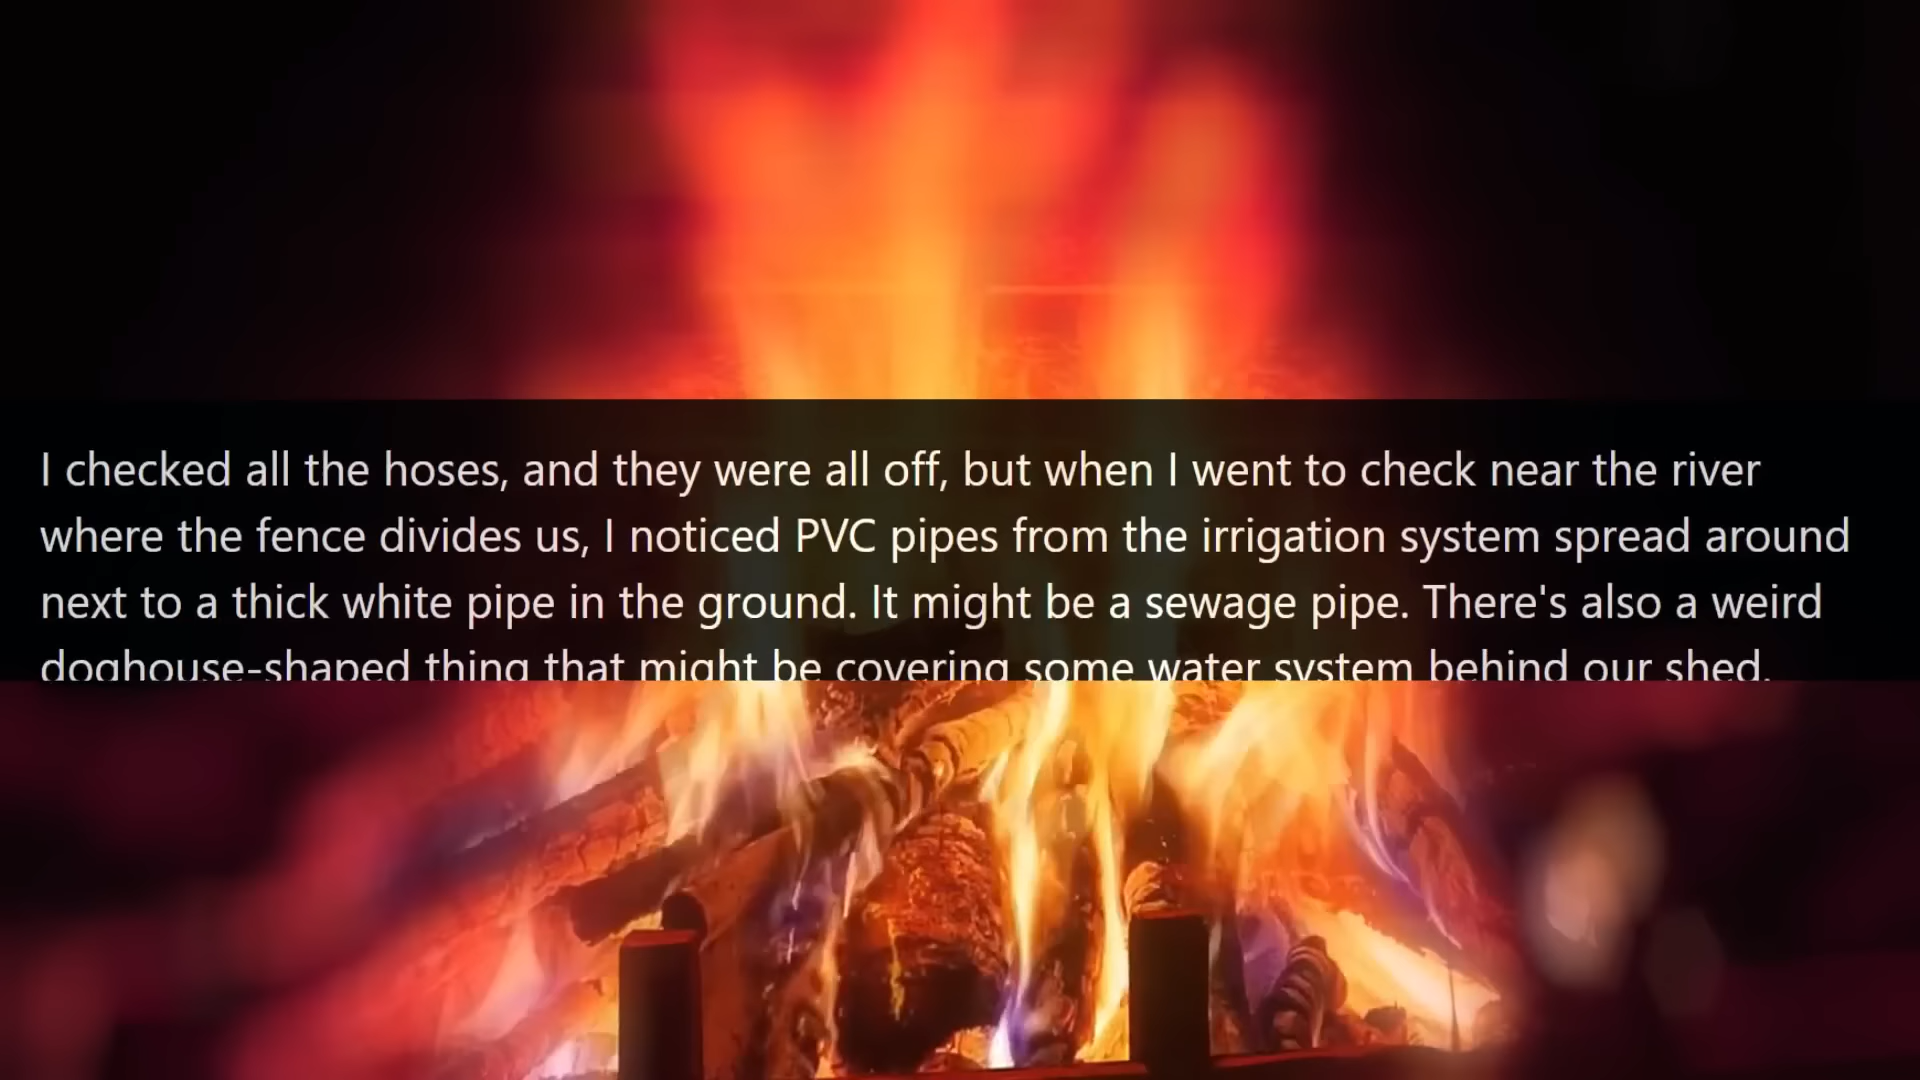 I checked all the hoses, and they were all off, but when I went to check near the river
where the fence divides us, I noticed PVC pipes from the irrigation system spread around
next to a thick white pipe in the ground. It might be a sewage pipe. There's also a weird
doghouse-shaped thing that might be covering some water system behind our shed.